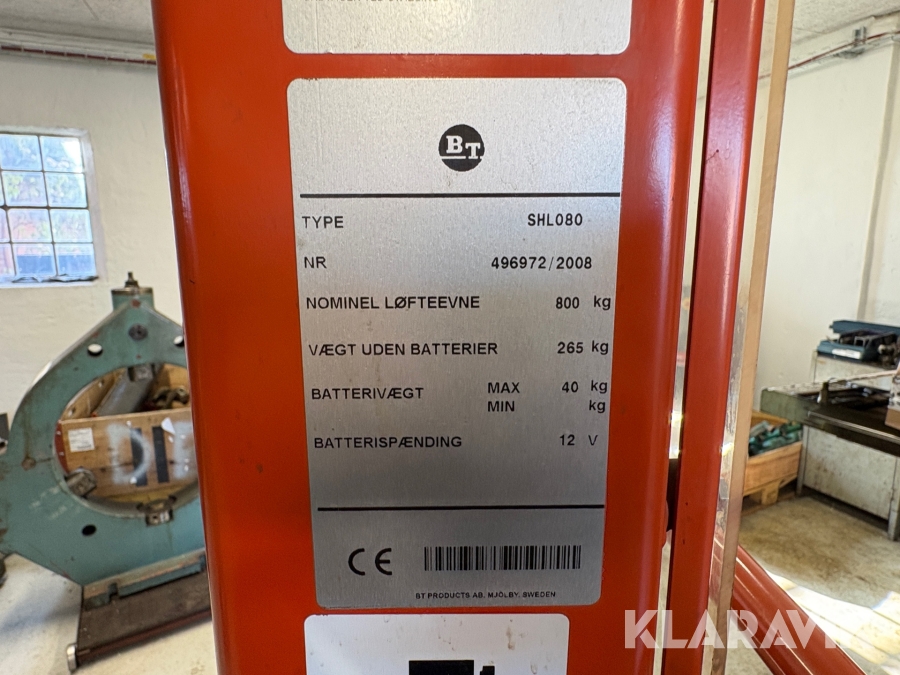 BT
TYPE SHL080
NR 496972/2008
NOMINEL LØFTEEVNE 800 kg
VÆGT UDEN BATTERIER 265 kg
BATTERIVÆGT MAX 40 kg
MIN kg
BATTERISPÆNDING 12 V
CE
BT PRODUCTS AB, MJÖLBY, SWEDEN
KLARAVI